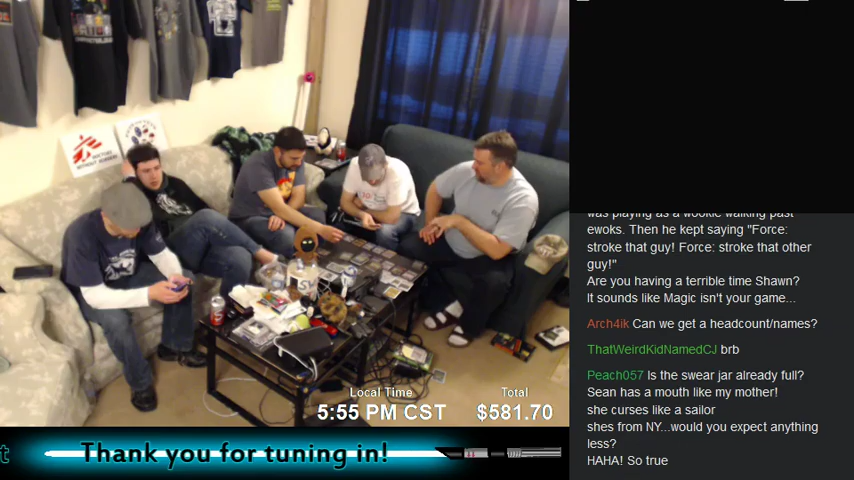 was playing as a wookie walking past
ewoks. Then he kept saying "Force:
stroke that guy! Force: stroke that other
guy!"
Are you having a terrible time Shawn?
It sounds like Magic isn't your game...
Arch4ik Can we get a headcount/names?
ThatWeirdKidNamedCJ brb
Peach057 Is the swear jar already full?
Sean has a mouth like my mother!
she curses like a sailor
shes from NY...would you expect anything
less?
HAHA! So true
Local Time
5:55 PM CST
Total
$581.70
t
Thank you for tuning in!